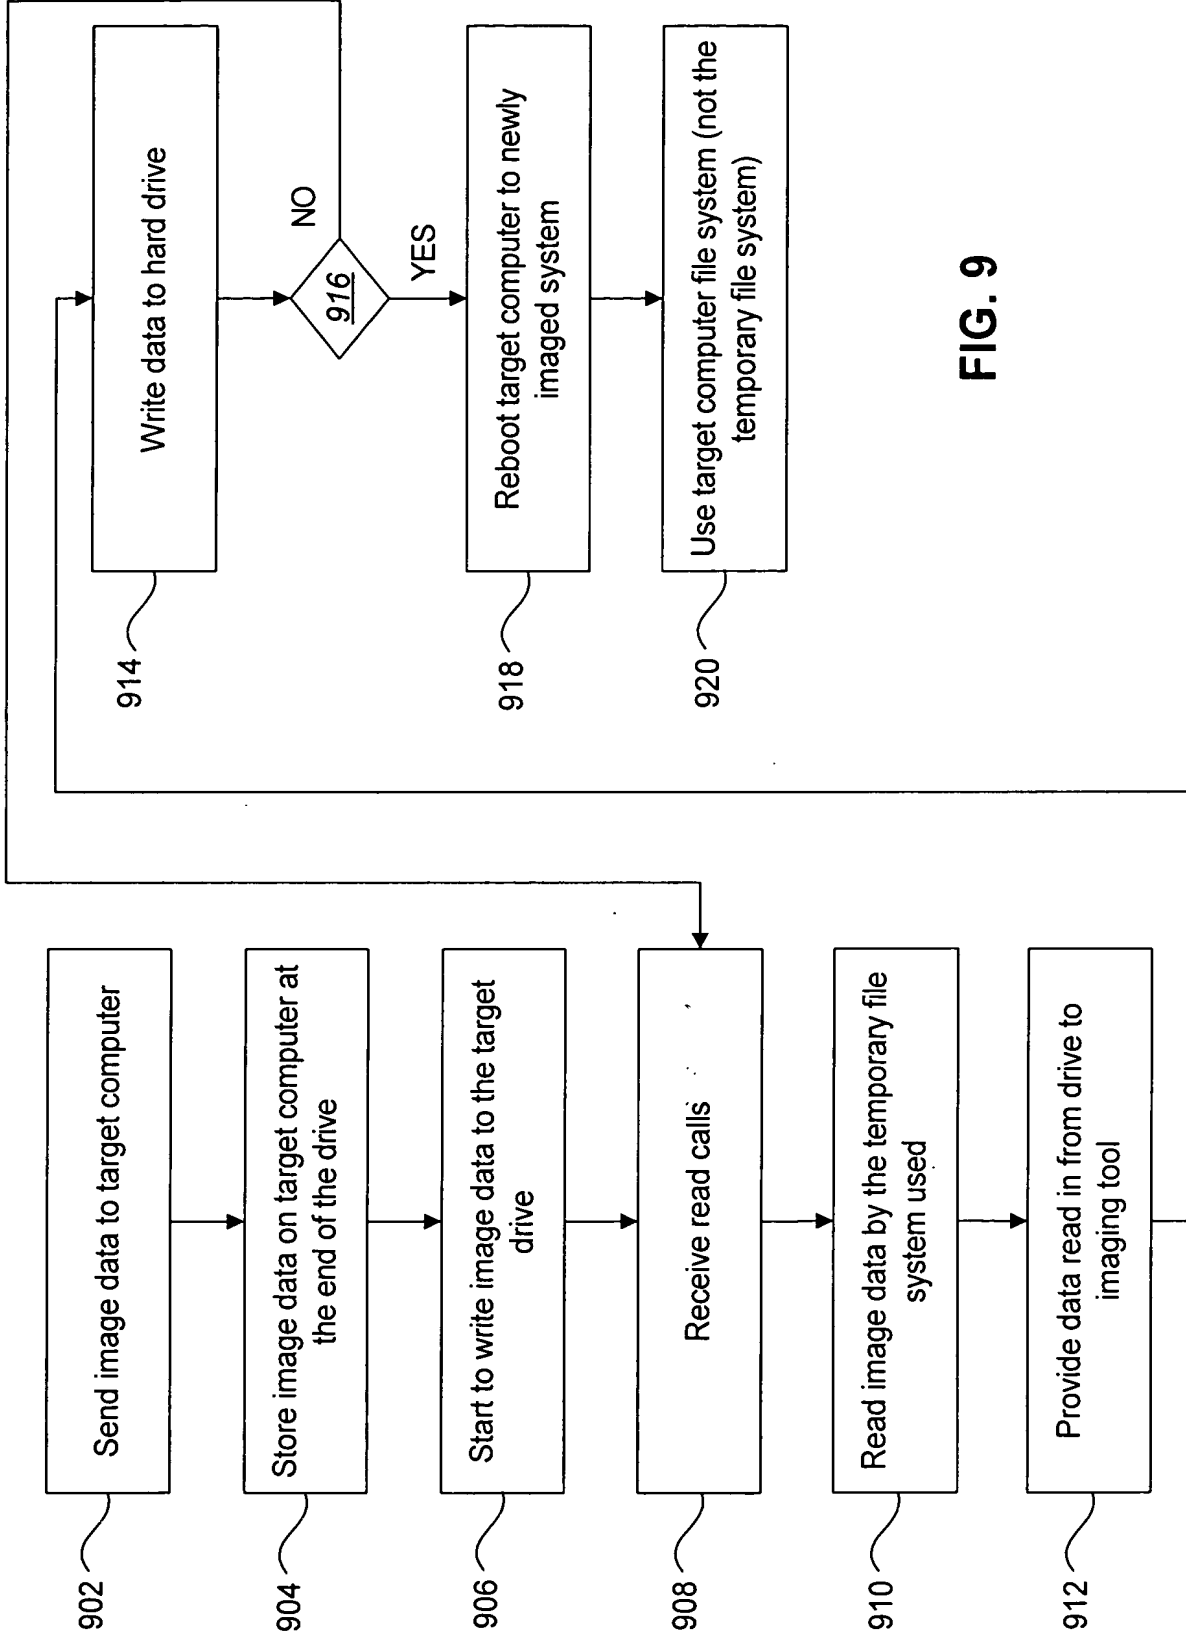 902
Send image data to target computer
904
Store image data on target computer at
the end of the drive
906
Start to write image data to the target
drive
908
Receive read calls
910
Read image data by the temporary file
system used
912
Provide data read in from drive to
imaging tool
914
Write data to hard drive
916
NO
YES
918
Reboot target computer to newly
imaged system
920
Use target computer file system (not the
temporary file system)
FIG. 9